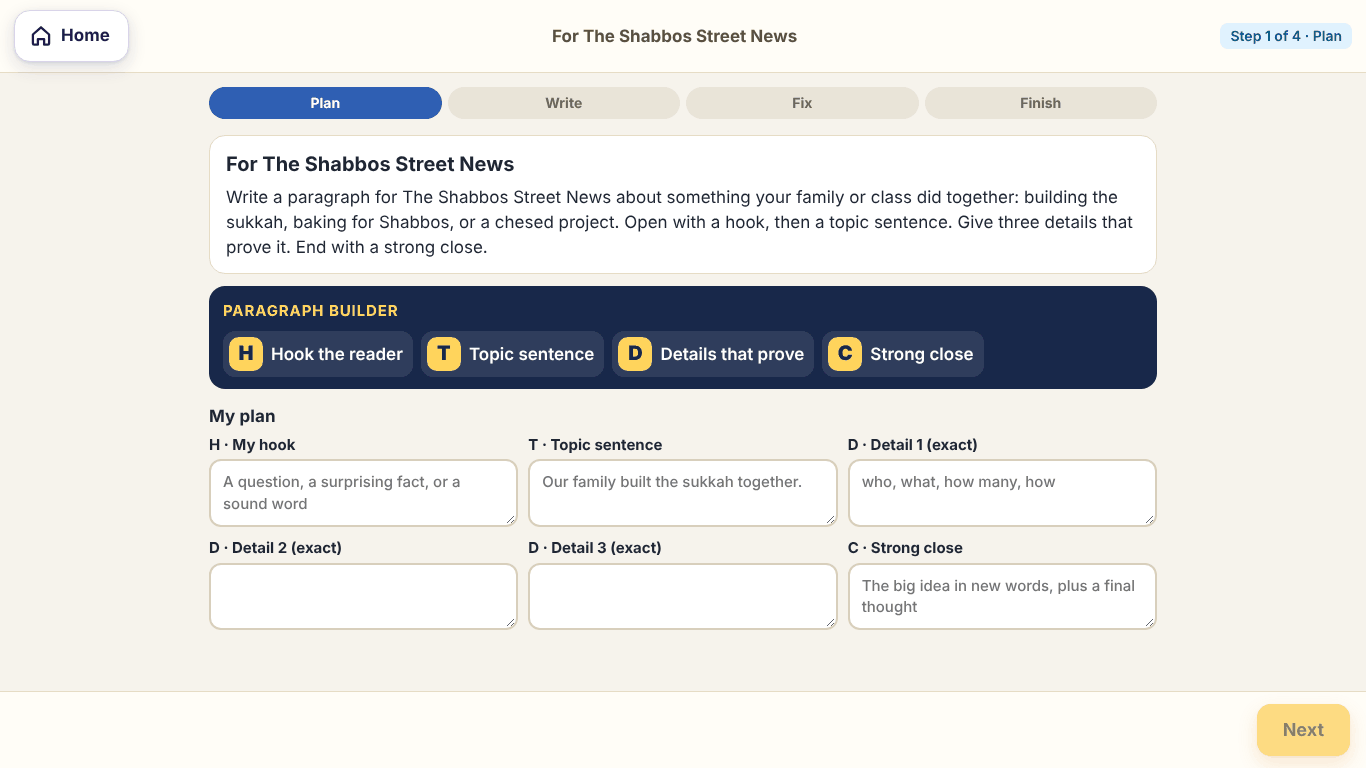 Home
For The Shabbos Street News
Step 1 of 4 · Plan
Plan
Write
Fix
Finish
For The Shabbos Street News
Write a paragraph for The Shabbos Street News about something your family or class did together: building the
sukkah, baking for Shabbos, or a chesed project. Open with a hook, then a topic sentence. Give three details that
prove it. End with a strong close.
PARAGRAPH BUILDER
H Hook the reader
T Topic sentence
D Details that prove
C Strong close
My plan
H · My hook
T · Topic sentence
D · Detail 1 (exact)
A question, a surprising fact, or a
sound word
Our family built the sukkah together.
who, what, how many, how
D · Detail 2 (exact)
D · Detail 3 (exact)
C · Strong close
The big idea in new words, plus a final
thought
Next